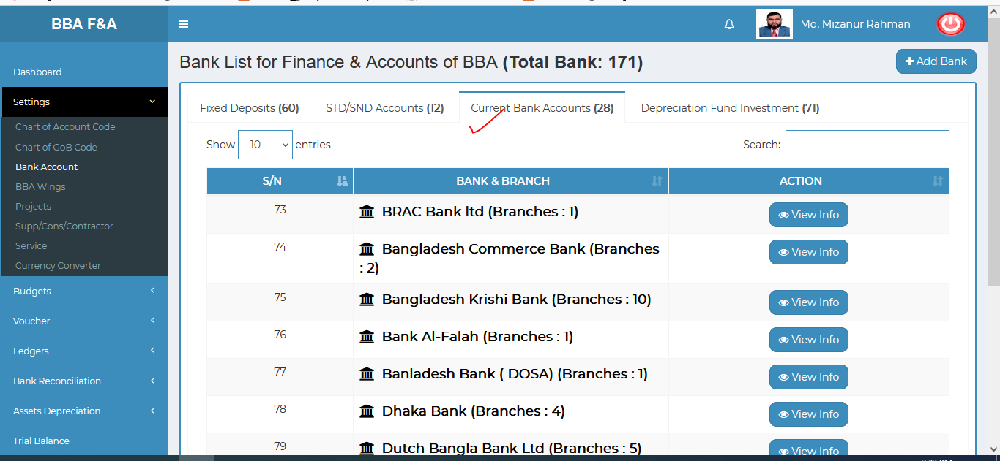 BBA F&A
Md. Mizanur Rahman
Bank List for Finance & Accounts of BBA (Total Bank: 171)
Add Bank
Dashboard
Settings
Chart of Account Code
Chart of GoB Code
Bank Account
BBA Wings
Projects
Supp/Cons/Contractor
Service
Currency Converter
Budgets
Voucher
Ledgers
Bank Reconciliation
Assets Depreciation
Trial Balance
Fixed Deposits (60) STD/SND Accounts (12) Current Bank Accounts (28) Depreciation Fund Investment (71)
Show 10 entries Search:
S/N BANK & BRANCH ACTION
73 BRAC Bank ltd (Branches : 1) View Info
74 Bangladesh Commerce Bank (Branches View Info
: 2)
75 Bangladesh Krishi Bank (Branches : 10) View Info
76 Bank Al-Falah (Branches : 1) View Info
77 Banladesh Bank ( DOSA) (Branches : 1) View Info
78 Dhaka Bank (Branches : 4) View Info
79 Dutch Bangla Bank Ltd (Branches : 5) View Info